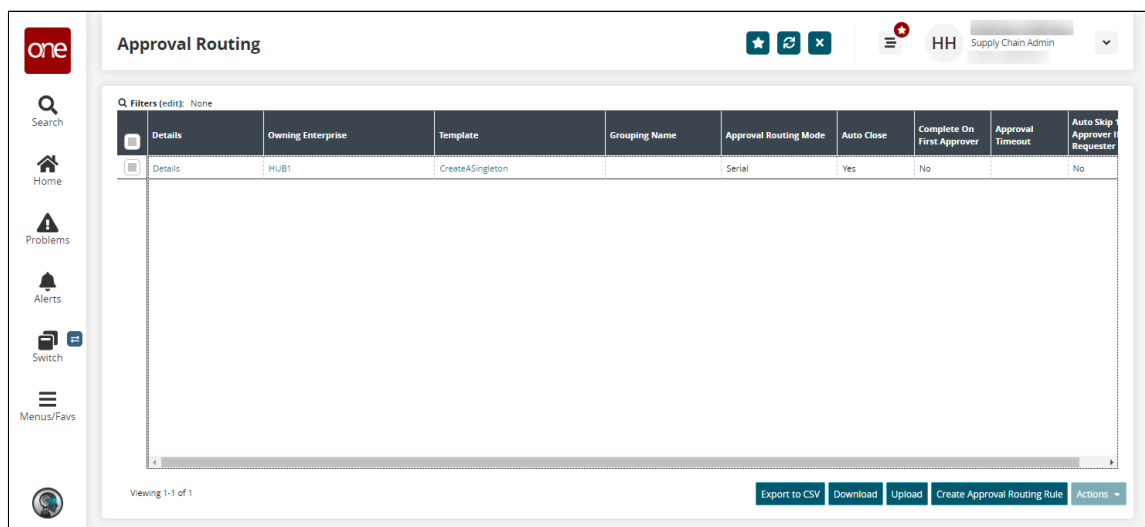 one
Approval Routing
HH
Supply Chain Admin
Search
Home
Problems
Alerts
Switch
Menus/Favs
Filters (edit): None
Details
Owning Enterprise
Template
Grouping Name
Approval Routing Mode
Auto Close
Complete On
First Approver
Approval
Timeout
Auto Skip
Approver
Requester
Details
HUB1
CreateASingleton
Serial
Yes
No
No
Viewing 1-1 of 1
Export to CSV
Download
Upload
Create Approval Routing Rule
Actions